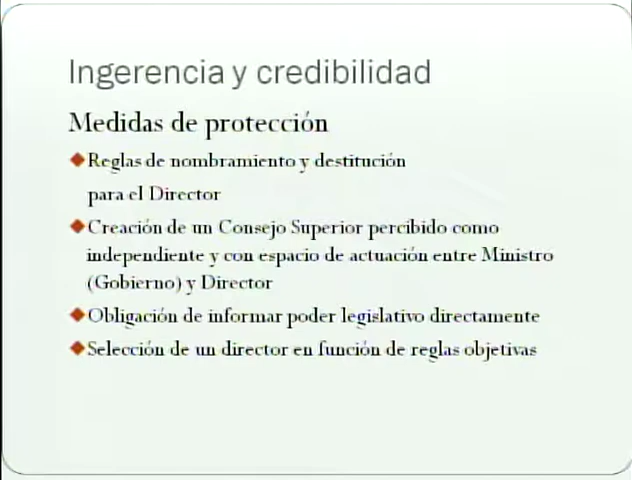 Ingerencia y credibilidad
Medidas de protección
Reglas de nombramiento y destitución
para el Director
Creación de un Consejo Superior percibido como
independiente y con espacio de actuación entre Ministro
(Gobierno) y Director
Obligación de informar poder legislativo directamente
Selección de un director en función de reglas objetivas